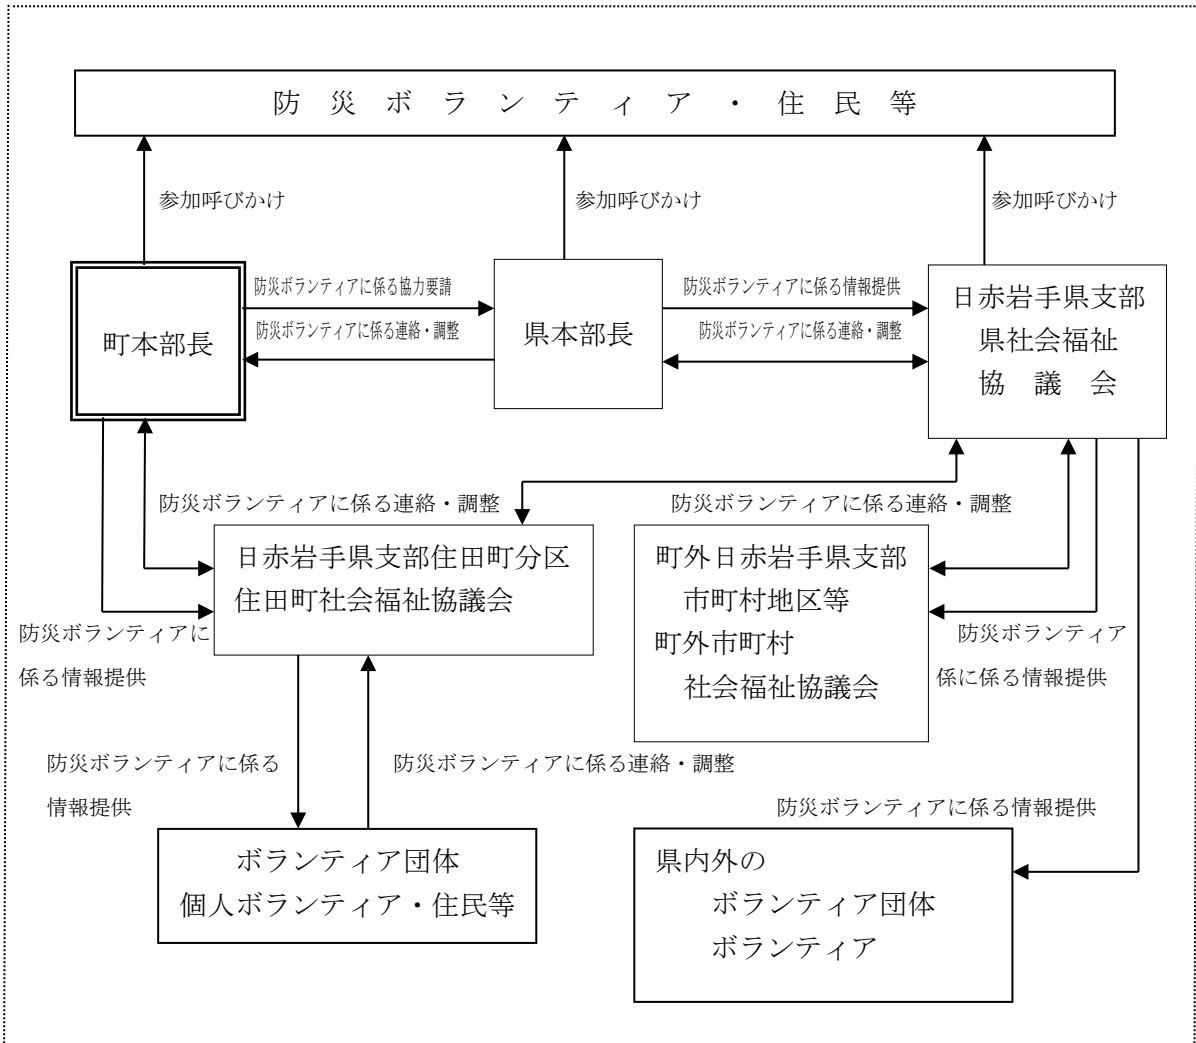 防災ボランティア・住民等
参加呼びかけ
参加呼びかけ
参加呼びかけ
町本部長
防災ボランティアに係る協力要請
防災ボランティアに係る連絡・調整
県本部長
防災ボランティアに係る情報提供
防災ボランティアに係る連絡・調整
日赤岩手県支部
県社会福祉
協議会
防災ボランティアに係る連絡・調整
防災ボランティアに係る連絡・調整
日赤岩手県支部住田町分区
住田町社会福祉協議会
町外日赤岩手県支部
市町村地区等
町外市町村
社会福祉協議会
防災ボランティアに
係る情報提供
防災ボランティア
係に係る情報提供
防災ボランティアに係る
情報提供
防災ボランティアに係る連絡・調整
防災ボランティアに係る情報提供
ボランティア団体
個人ボランティア・住民等
県内外の
ボランティア団体
ボランティア